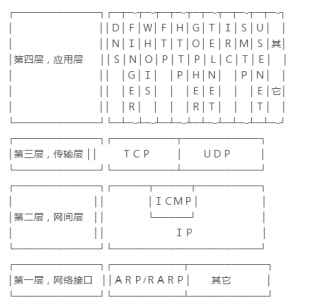 D F W F H G T I S U
第四层，应用层 N I H T T O E R M S 其
S N O P T P L C T E
G I P H N P N
E S E E E 它
R R T T
第三层，传输层 TCP UDP
ICMP
第二层，网间层
IP
第一层，网络接口 ARP/RARP 其它